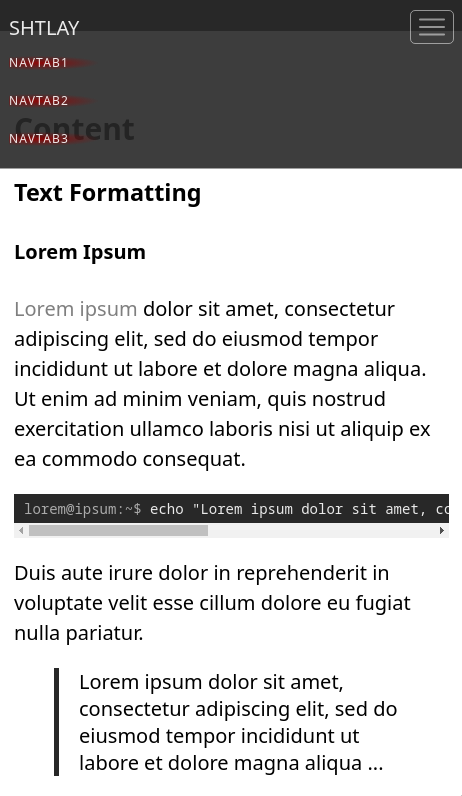 SHTLAY
NAVTAB1
NAVTAB2
Content
NAVTAB3
Text Formatting
Lorem Ipsum
Lorem ipsum dolor sit amet, consectetur
adipiscing elit, sed do eiusmod tempor
incididunt ut labore et dolore magna aliqua.
Ut enim ad minim veniam, quis nostrud
exercitation ullamco laboris nisi ut aliquip ex
ea commodo consequat.
lorem@ipsum:~$ echo "Lorem ipsum dolor sit amet, co
Duis aute irure dolor in reprehenderit in
voluptate velit esse cillum dolore eu fugiat
nulla pariatur.
Lorem ipsum dolor sit amet,
consectetur adipiscing elit, sed do
eiusmod tempor incididunt ut
labore et dolore magna aliqua ...